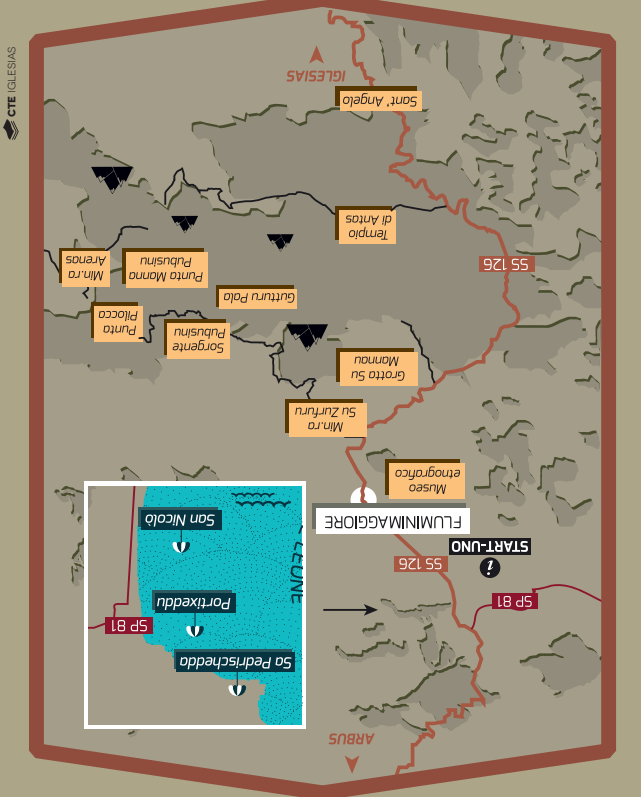 ARBUS
Sa Pedrischedda
SP 81
Portixeddu
SP 81
LEONE
i
START-UNO
SS 126
San Nicolò
FLUMINIMAGGIORE
Museo
etnografico
Min.ra
Su Zurfuru
Grotta Su
Mannau
Sorgente
Pubusinu
Punta
Pilocca
Gutturu Pala
Punta Manna
Pubusinu
Min.ra
Arenas
SS 126
Tempio
di Antas
Sant'Angelo
IGLESIAS
CTE IGLESIAS